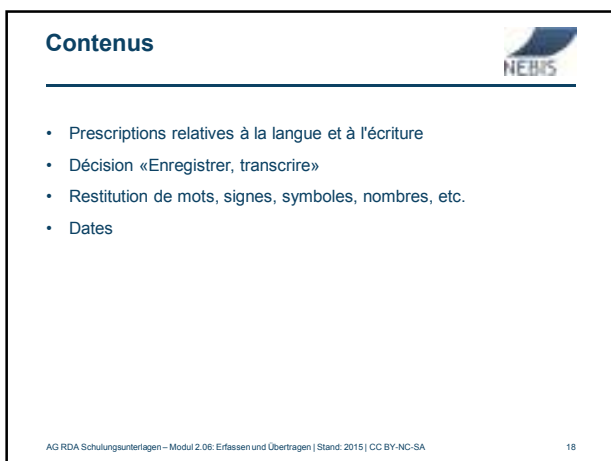 Contenus
NEBIS
• Prescriptions relatives à la langue et à l'écriture
• Décision «Enregistrer, transcrire»
• Restitution de mots, signes, symboles, nombres, etc.
• Dates
AG RDA Schulungsunterlagen – Modul 2.06: Erfassen und Übertragen | Stand: 2015 | CC BY-NC-SA 18